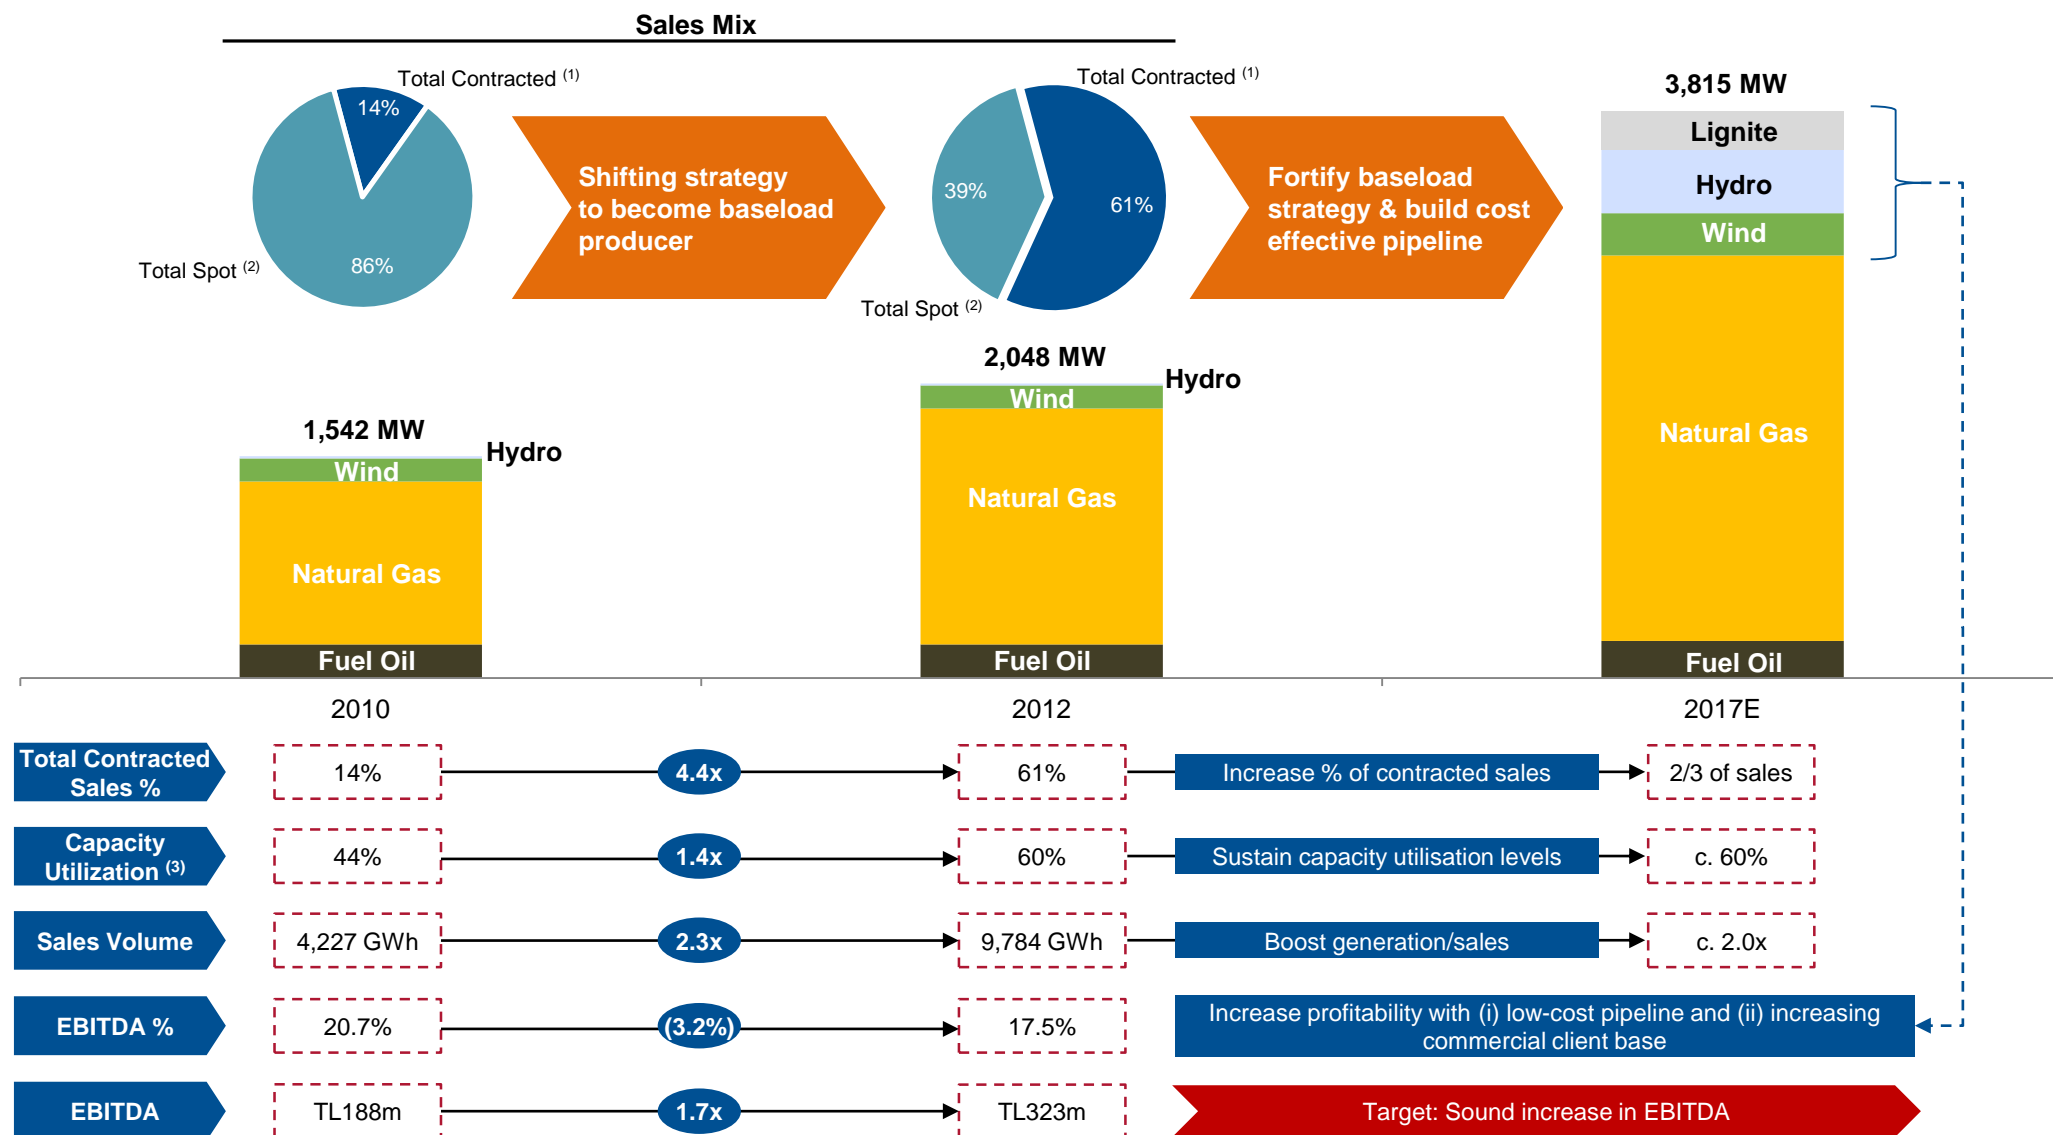 Sales Mix
Total Contracted (1)
14%
86%
Total Spot (2)
Shifting strategy
to become baseload
producer
Total Contracted (1)
39%
61%
Total Spot (2)
Fortify baseload
strategy & build cost
effective pipeline
3,815 MW
Lignite
Hydro
Wind
Natural Gas
Fuel Oil
2,048 MW
Hydro
Wind
Natural Gas
Fuel Oil
1,542 MW
Hydro
Wind
Natural Gas
Fuel Oil
2010
2012
2017E
Total Contracted
Sales %
14%
4.4x
61%
Increase % of contracted sales
2/3 of sales
Capacity
Utilization (3)
44%
1.4x
60%
Sustain capacity utilisation levels
c. 60%
Sales Volume
4,227 GWh
2.3x
9,784 GWh
Boost generation/sales
c. 2.0x
EBITDA %
20.7%
(3.2%)
17.5%
Increase profitability with (i) low-cost pipeline and (ii) increasing
commercial client base
EBITDA
TL188m
1.7x
TL323m
Target: Sound increase in EBITDA